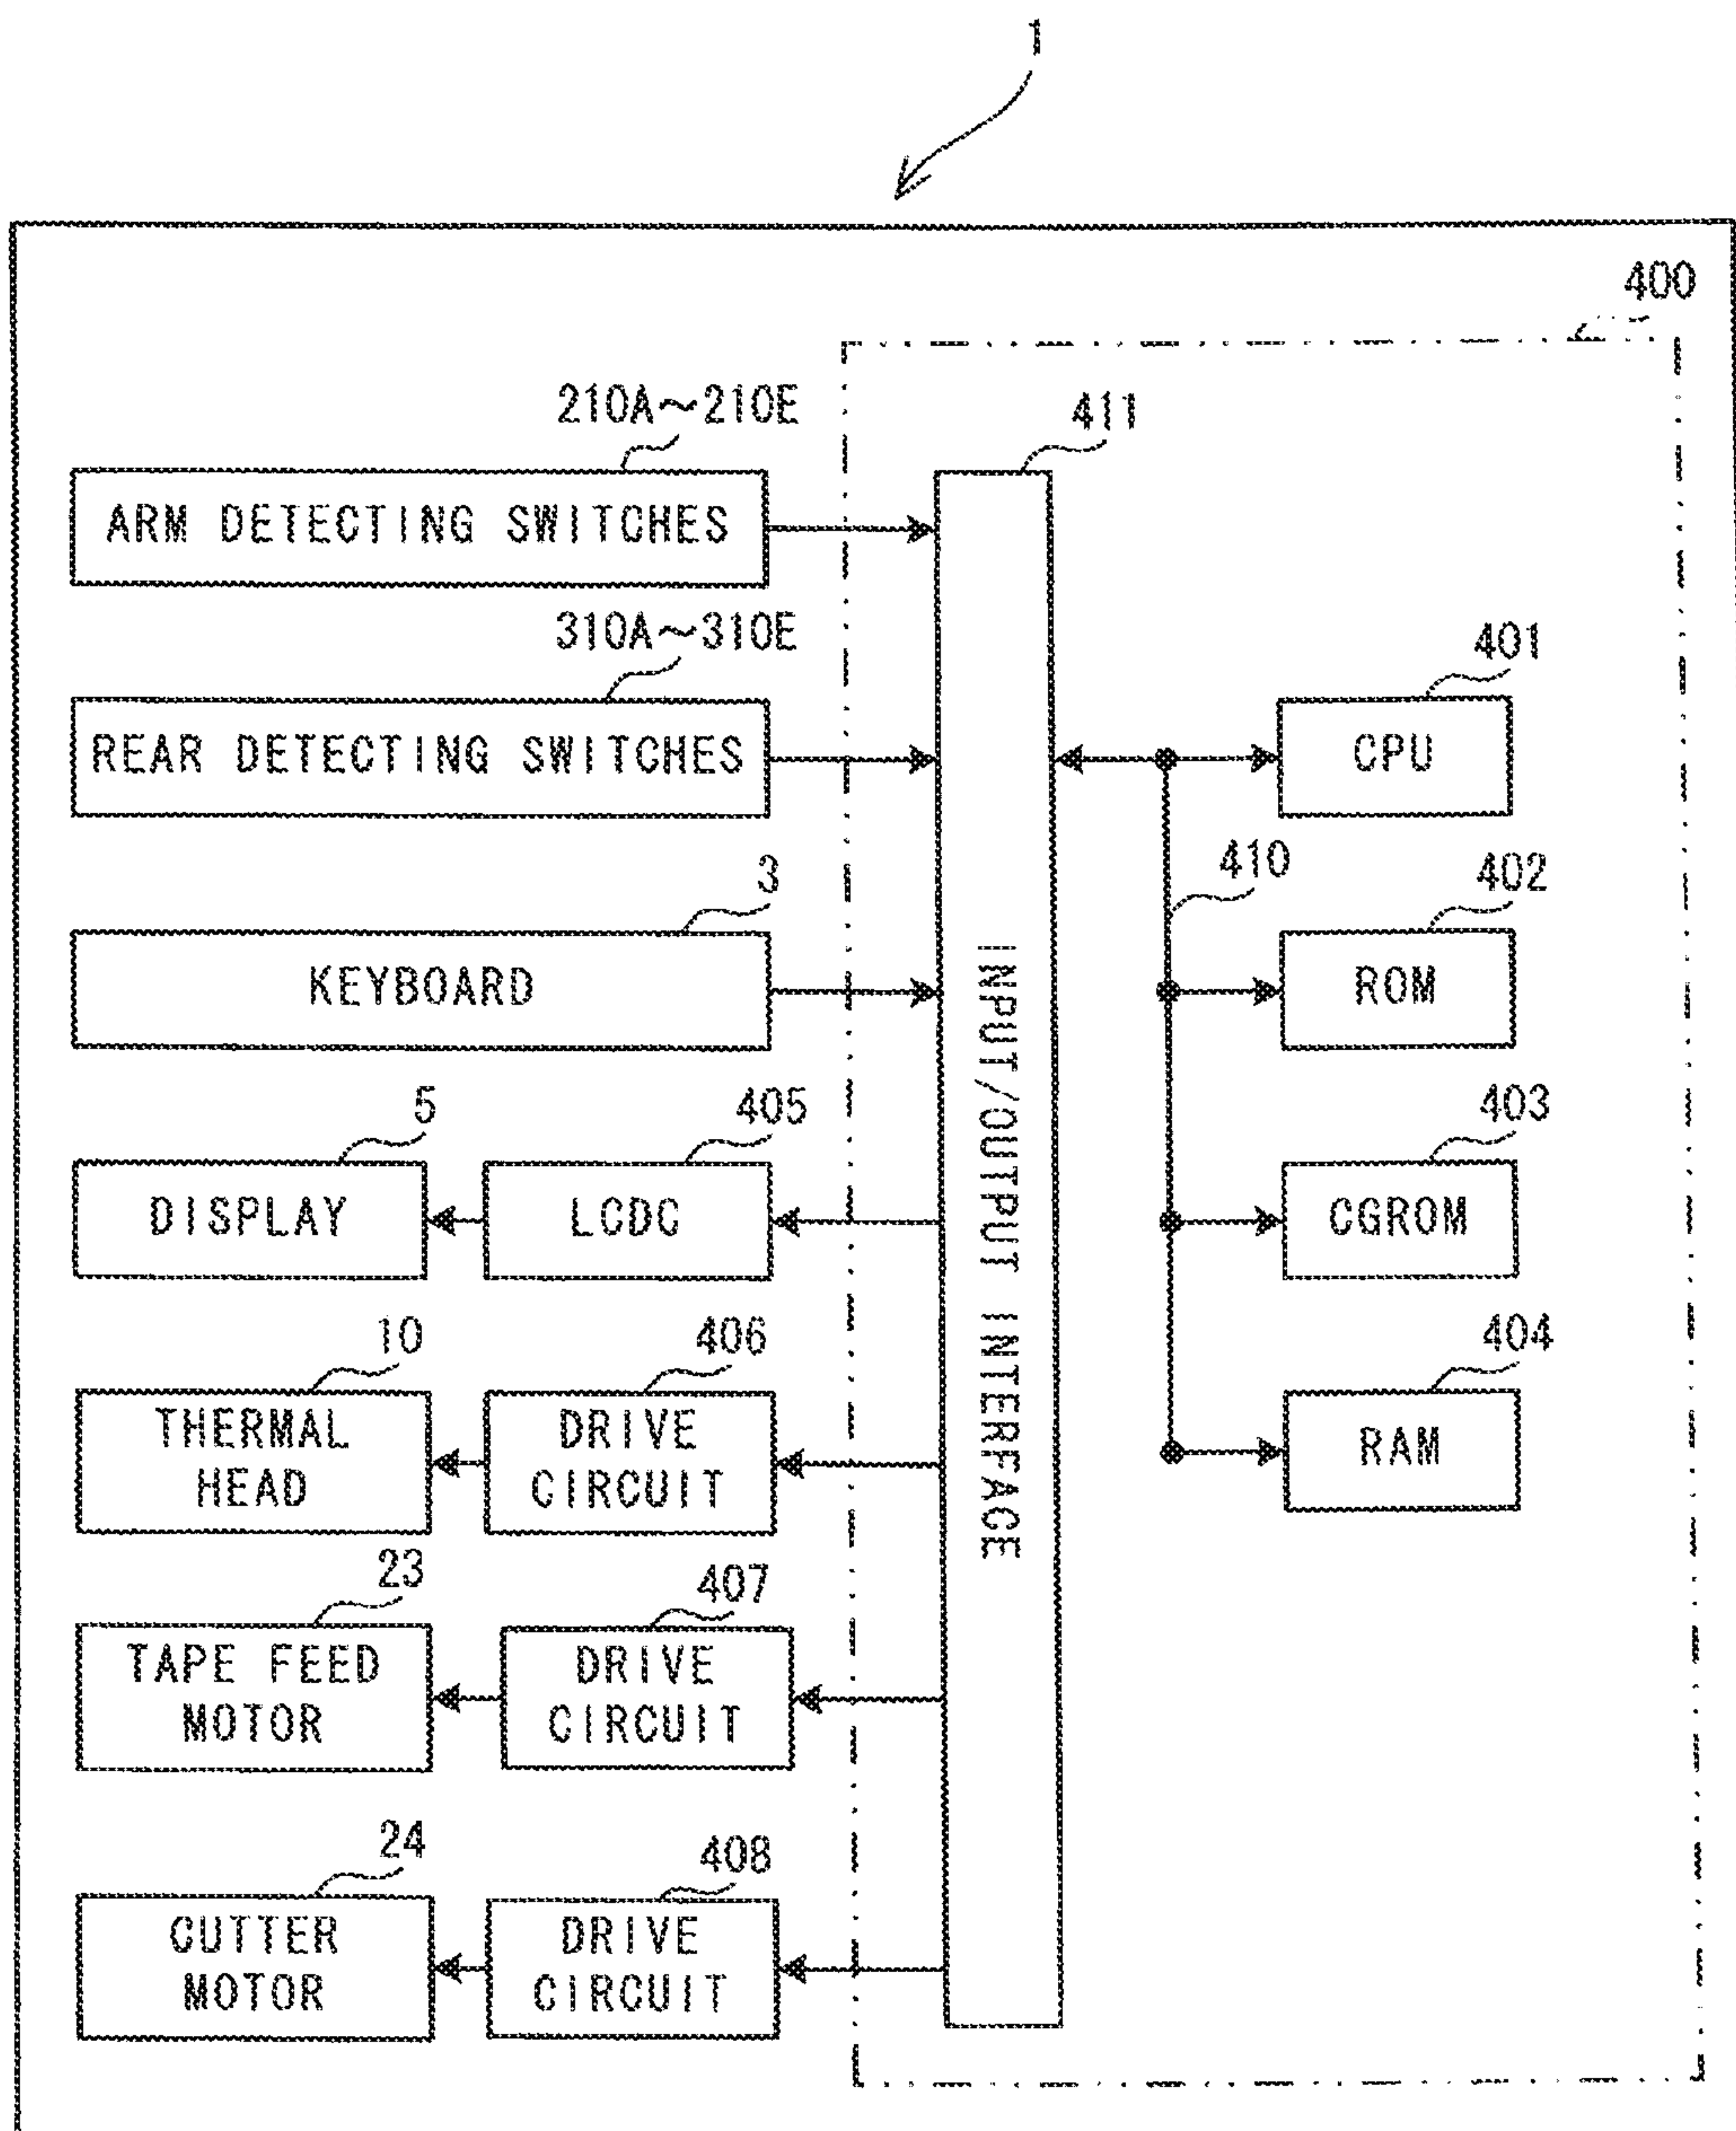 1
400
210A～210E
411
ARM DETECTING SWITCHES
310A～310E
401
REAR DETECTING SWITCHES
CPU
3
410
402
KEYBOARD
ROM
INPUT/OUTPUT INTERFACE
5
405
403
DISPLAY
LCDC
CGROM
10
406
404
THERMAL
HEAD
DRIVE
CIRCUIT
RAM
23
407
TAPE FEED
MOTOR
DRIVE
CIRCUIT
24
408
CUTTER
MOTOR
DRIVE
CIRCUIT